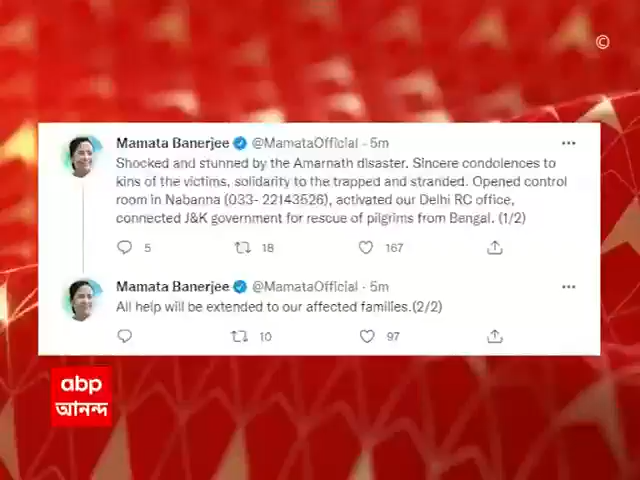 ©
Mamata Banerjee @MamataOfficial · 5m
Shocked and stunned by the Amarnath disaster. Sincere condolences to
kins of the victims, solidarity to the trapped and stranded. Opened control
room in Nabanna (033- 22143526), activated our Delhi RC office,
connected J&K government for rescue of pilgrims from Bengal. (1/2)
5 18 167
Mamata Banerjee @MamataOfficial · 5m
All help will be extended to our affected families.(2/2)
10 97
abp
আনন্দ